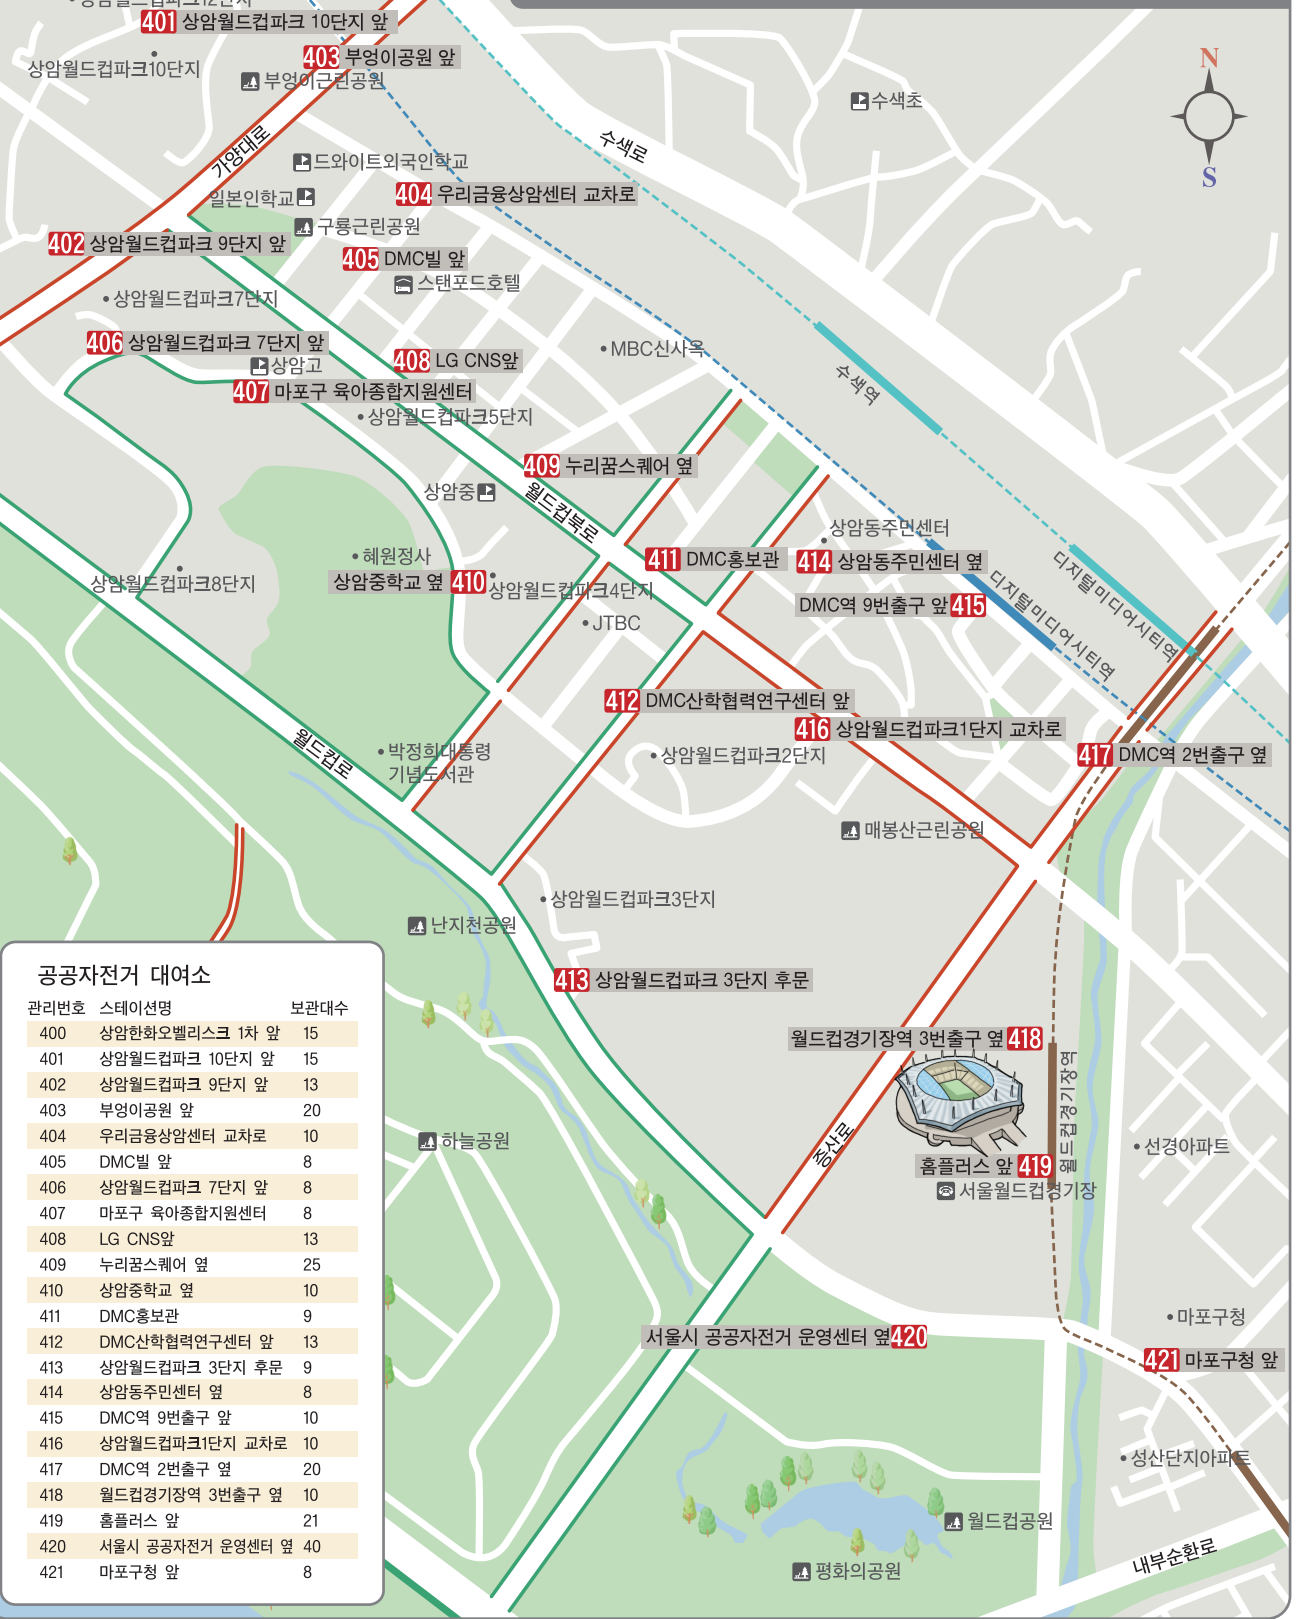 상암월드컵파크12단지
401 상암월드컵파크 10단지 앞
403 부엉이공원 앞
상암월드컵파크10단지
부엉이근린공원
N
S
수색초
수색로
가양대로
드와이트외국인학교
일본인학교
404 우리금융상암센터 교차로
구룡근린공원
402 상암월드컵파크 9단지 앞
405 DMC빌 앞
스탠포드호텔
상암월드컵파크7단지
406 상암월드컵파크 7단지 앞
상암고
408 LG CNS앞
MBC신사옥
수색역
407 마포구 육아종합지원센터
상암월드컵파크5단지
409 누리꿈스퀘어 옆
상암중
월드컵북로
상암동주민센터
혜원정사
411 DMC홍보관
414 상암동주민센터 옆
상암월드컵파크8단지
상암중학교 옆 410
상암월드컵파크4단지
DMC역 9번출구 앞 415
디지털미디어시티역
디지털미디어시티역
JTBC
412 DMC산학협력연구센터 앞
416 상암월드컵파크1단지 교차로
월드컵로
박정희대통령
기념도서관
상암월드컵파크2단지
417 DMC역 2번출구 옆
매봉산근린공원
상암월드컵파크3단지
난지천공원
413 상암월드컵파크 3단지 후문
월드컵경기장역 3번출구 옆 418
월드컵경기장역
하늘공원
증산로
선경아파트
홈플러스 앞 419
서울월드컵경기장
마포구청
서울시 공공자전거 운영센터 옆 420
421 마포구청 앞
성산단지아파트
월드컵공원
평화의공원
내부순환로
공공자전거 대여소
관리번호 스테이션명 보관대수
400 상암한화오벨리스크 1차 앞 15
401 상암월드컵파크 10단지 앞 15
402 상암월드컵파크 9단지 앞 13
403 부엉이공원 앞 20
404 우리금융상암센터 교차로 10
405 DMC빌 앞 8
406 상암월드컵파크 7단지 앞 8
407 마포구 육아종합지원센터 8
408 LG CNS앞 13
409 누리꿈스퀘어 옆 25
410 상암중학교 옆 10
411 DMC홍보관 9
412 DMC산학협력연구센터 앞 13
413 상암월드컵파크 3단지 후문 9
414 상암동주민센터 옆 8
415 DMC역 9번출구 앞 10
416 상암월드컵파크1단지 교차로 10
417 DMC역 2번출구 옆 20
418 월드컵경기장역 3번출구 옆 10
419 홈플러스 앞 21
420 서울시 공공자전거 운영센터 옆 40
421 마포구청 앞 8